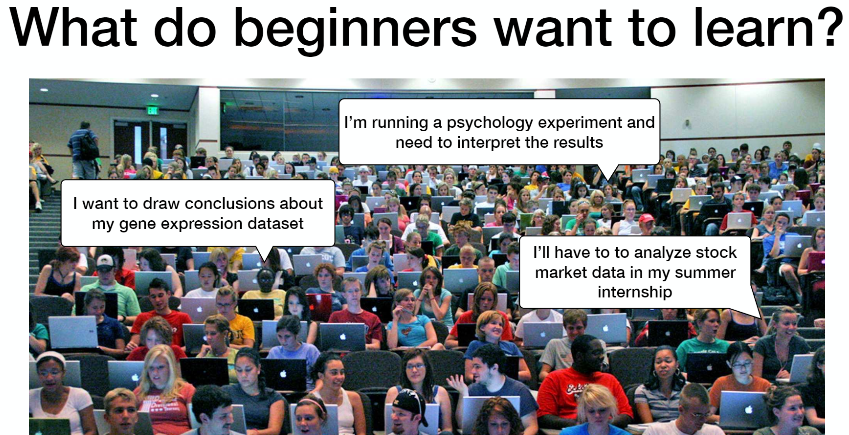 What do beginners want to learn?
I'm running a psychology experiment and
need to interpret the results
I want to draw conclusions about
my gene expression dataset
I'll have to to analyze stock
market data in my summer
internship